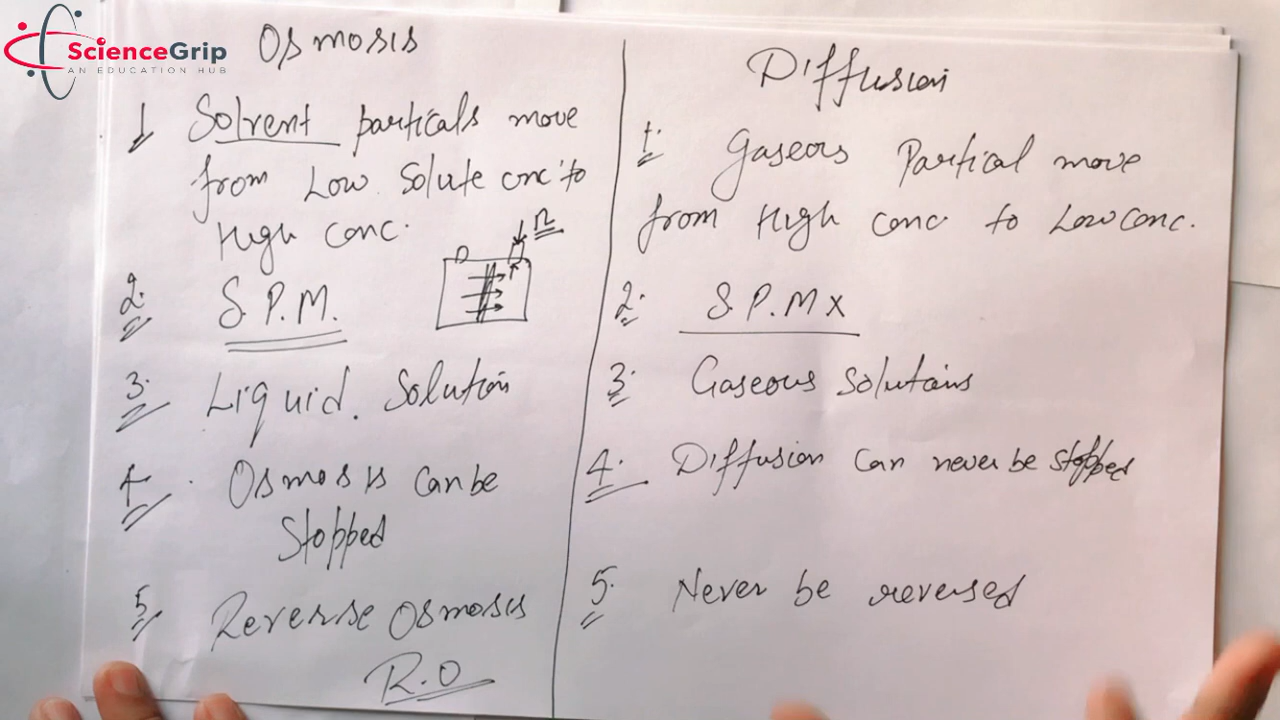 ScienceGrip
AN EDUCATION HUB
Osmosis
1 Solvent particals move
from Low Solute conc to
High conc.
π
2. S.P.M.
3. Liquid. Solution
4. Osmosis can be
Stopped
5. Reverse Osmosis
R.O
Diffusion
1. Gaseous Partical move
from High conc to Low conc.
2. S.P.M x
3. Gaseous Solutions
4. Diffusion can never be stopped
5. Never be reversed